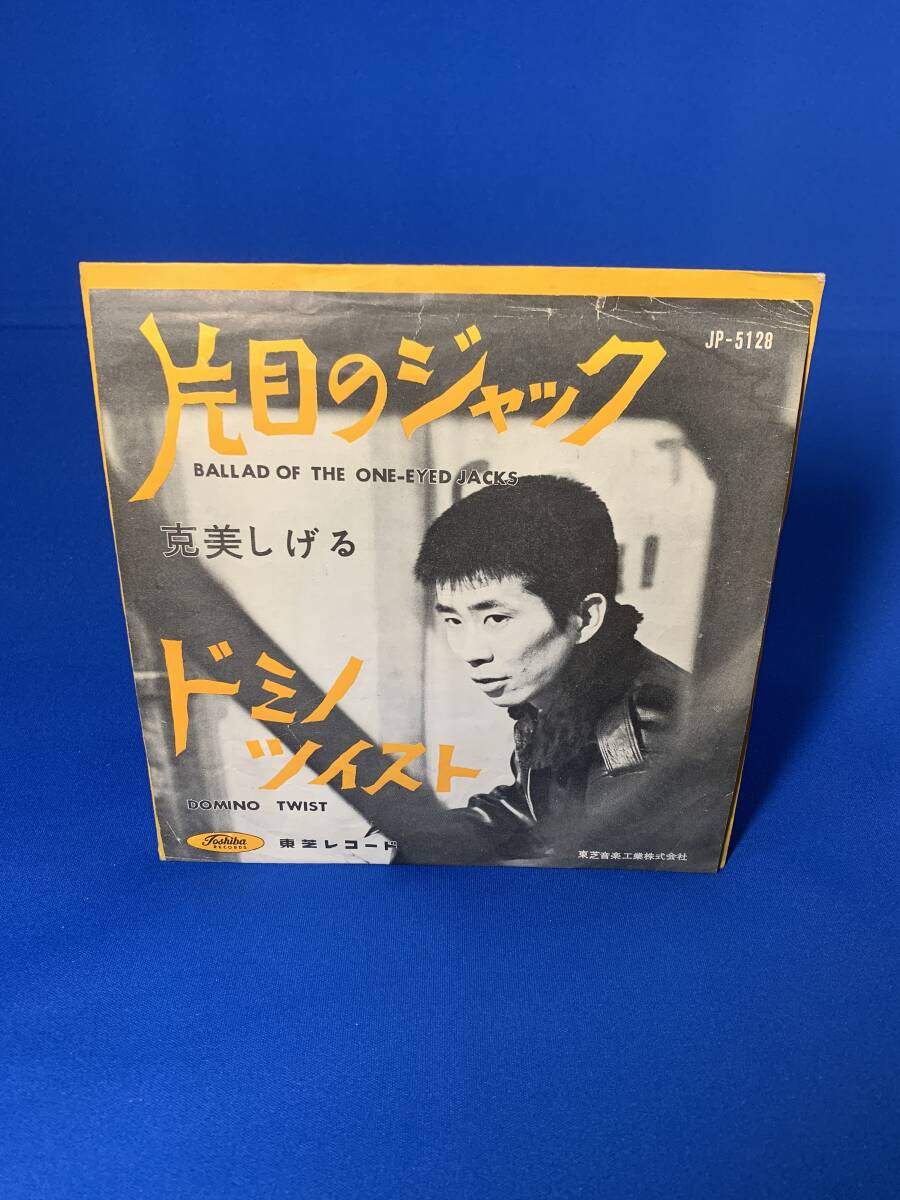 JP-5128
片目のジャック
BALLAD OF THE ONE-EYED JACKS
克美しげる
ドミノ
ツイスト
DOMINO TWIST
Toshiba
RECORDS
東芝レコード
東芝音楽工業株式会社